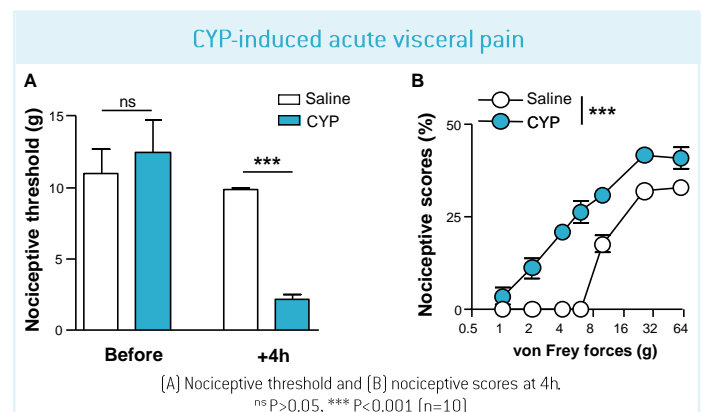 CYP-induced acute visceral pain
A
Nociceptive threshold (g)
15
10
5
0
ns
***
Saline
CYP
Before
+4h
B
Nociceptive scores (%)
50
25
0
Saline
CYP
***
0.5 1 2 4 8 16 32 64
von Frey forces (g)
(A) Nociceptive threshold and (B) nociceptive scores at 4h.
ns P>0.05, *** P<0.001 (n=10)